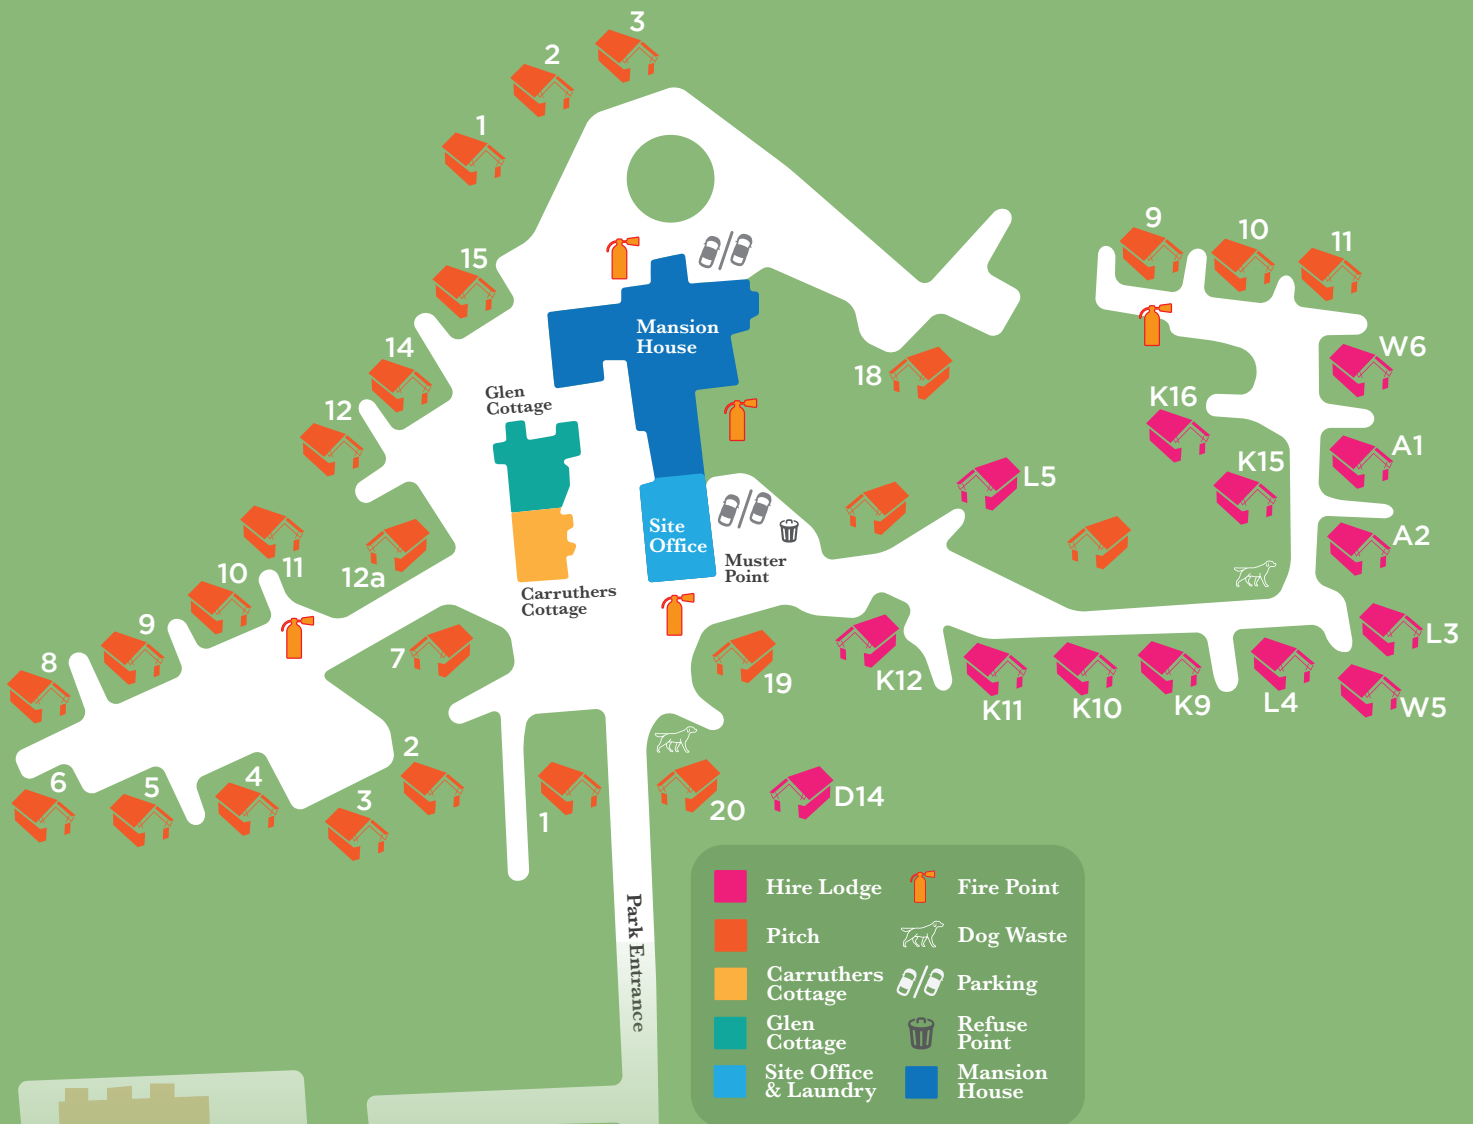 3
2
1
15
14
12
11
10
9
8
12a
7
6
5
4
3
2
1
Glen
Cottage
Mansion
House
Site
Office
Carruthers
Cottage
Muster
Point
18
L5
19
20
D14
K12
K11
K10
K9
L4
W5
L3
A2
A1
W6
K15
K16
9
10
11
Park Entrance
Hire Lodge
Pitch
Carruthers
Cottage
Glen
Cottage
Site Office
& Laundry
Fire Point
Dog Waste
Parking
Refuse
Point
Mansion
House